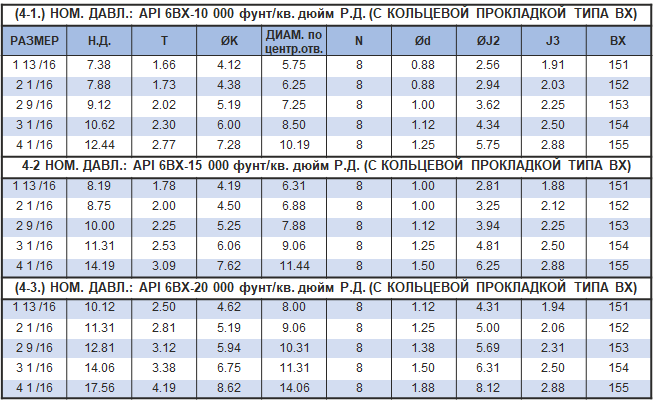 (4-1.) НОМ. ДАВЛ.: API 6BX-10 000 фунт/кв. дюйм Р.Д. (С КОЛЬЦЕВОЙ ПРОКЛАДКОЙ ТИПА BX)
РАЗМЕР Н.Д. T ØK ДИАМ. по центр.отв. N Ød ØJ2 J3 BX
1 13 /16 7.38 1.66 4.12 5.75 8 0.88 2.56 1.91 151
2 1 /16 7.88 1.73 4.38 6.25 8 0.88 2.94 2.03 152
2 9 /16 9.12 2.02 5.19 7.25 8 1.00 3.62 2.25 153
3 1 /16 10.62 2.30 6.00 8.50 8 1.12 4.34 2.50 154
4 1 /16 12.44 2.77 7.28 10.19 8 1.25 5.75 2.88 155
4-2 НОМ. ДАВЛ.: API 6BX-15 000 фунт/кв. дюйм Р.Д. (С КОЛЬЦЕВОЙ ПРОКЛАДКОЙ ТИПА BX)
1 13 /16 8.19 1.78 4.19 6.31 8 1.00 2.81 1.88 151
2 1 /16 8.75 2.00 4.50 6.88 8 1.00 3.25 2.12 152
2 9 /16 10.00 2.25 5.25 7.88 8 1.12 3.94 2.25 153
3 1 /16 11.31 2.53 6.06 9.06 8 1.25 4.81 2.50 154
4 1 /16 14.19 3.09 7.62 11.44 8 1.50 6.25 2.88 155
(4-3.) НОМ. ДАВЛ.: API 6BX-20 000 фунт/кв. дюйм Р.Д. (С КОЛЬЦЕВОЙ ПРОКЛАДКОЙ ТИПА BX)
1 13 /16 10.12 2.50 4.62 8.00 8 1.12 4.31 1.94 151
2 1 /16 11.31 2.81 5.19 9.06 8 1.25 5.00 2.06 152
2 9 /16 12.81 3.12 5.94 10.31 8 1.38 5.69 2.31 153
3 1 /16 14.06 3.38 6.75 11.31 8 1.50 6.31 2.50 154
4 1 /16 17.56 4.19 8.62 14.06 8 1.88 8.12 2.88 155